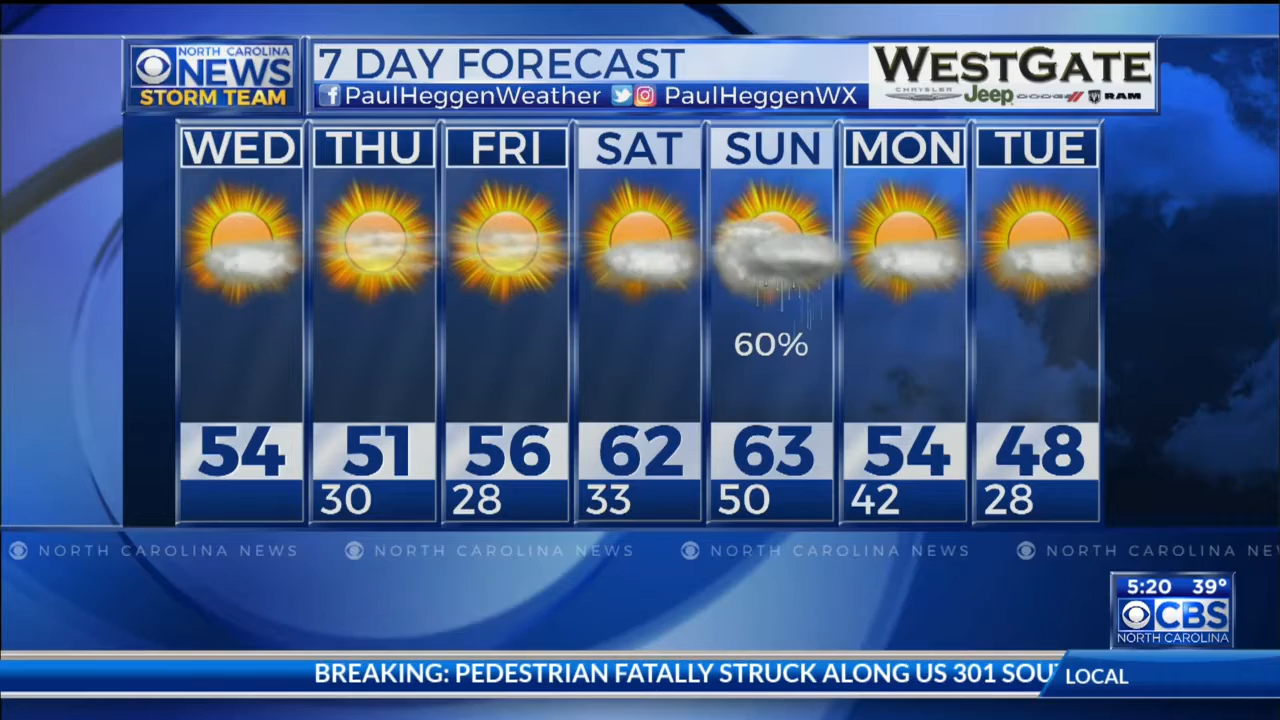 NORTH CAROLINA
NEWS
STORM TEAM
7 DAY FORECAST
PaulHeggenWeather PaulHeggenWX
WESTGATE
CHRYSLER Jeep DODGE RAM
WED THU FRI SAT SUN MON TUE
60%
54 51 56 62 63 54 48
30 28 33 50 42 28
NORTH CAROLINA NEWS NORTH CAROLINA NEWS NORTH CAROLINA NEWS NORTH CAROLINA NE
5:20 39°
CBS
NORTH CAROLINA
BREAKING: PEDESTRIAN FATALLY STRUCK ALONG US 301 SOU
LOCAL